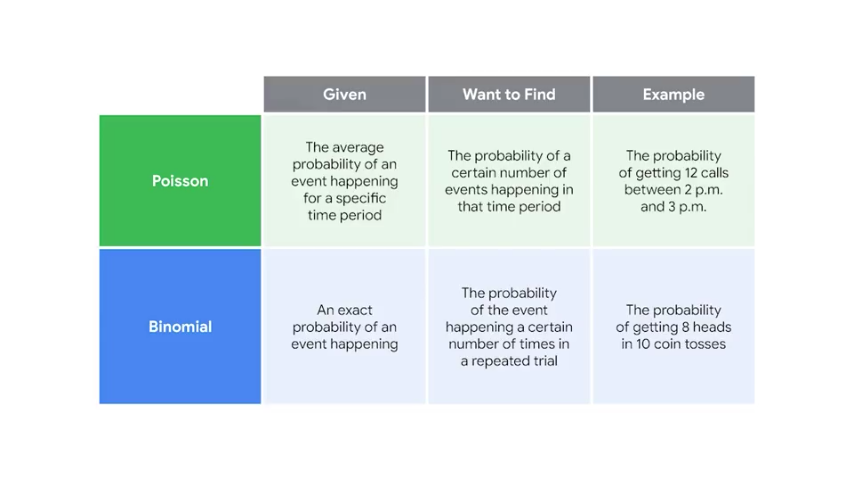 Given
Want to Find
Example
Poisson
The average
probability of an
event happening
for a specific
time period
The probability of a
certain number of
events happening in
that time period
The probability
of getting 12 calls
between 2 p.m.
and 3 p.m.
Binomial
An exact
probability of an
event happening
The probability
of the event
happening a certain
number of times in
a repeated trial
The probability
of getting 8 heads
in 10 coin tosses